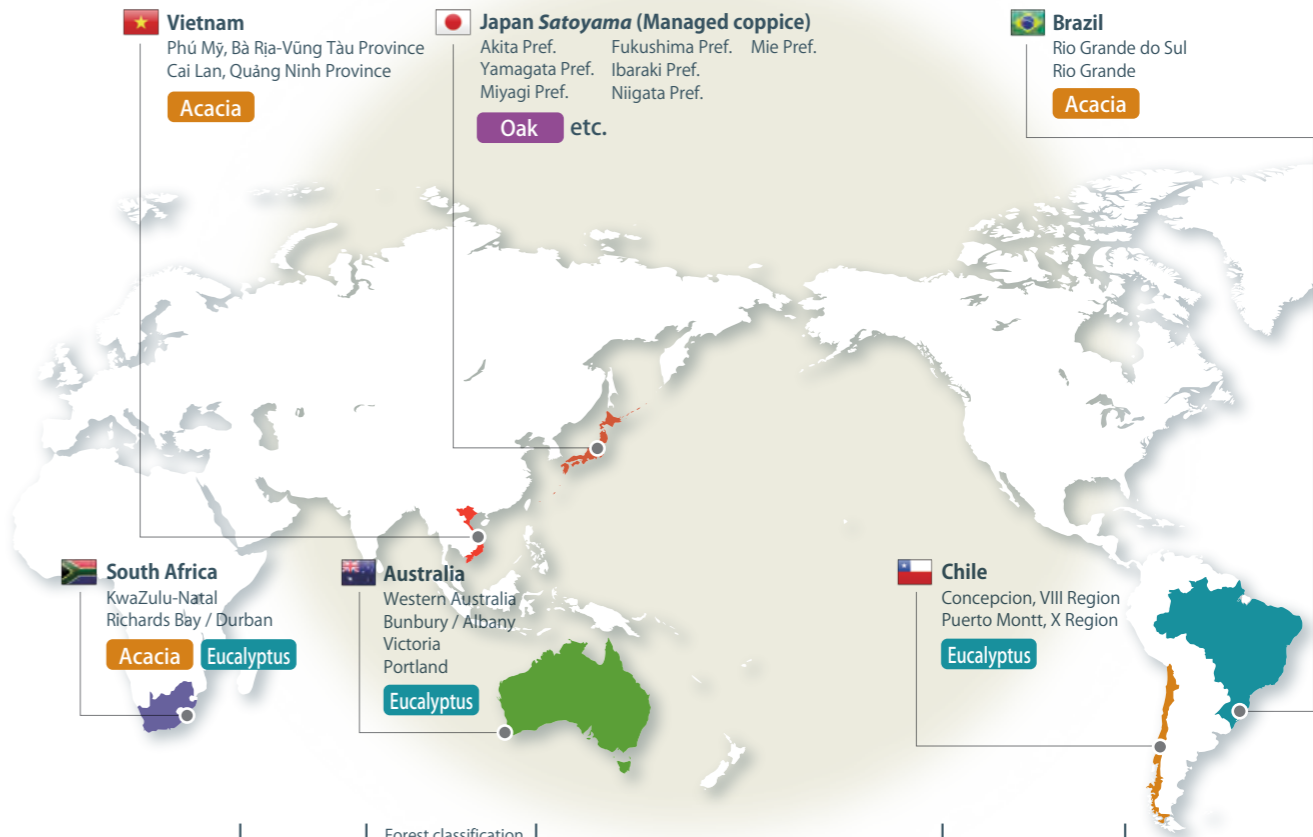 Vietnam
Phú Mỹ, Bà Rịa-Vũng Tàu Province
Cai Lan, Quảng Ninh Province
Acacia
Japan Satoyama (Managed coppice)
Akita Pref. Fukushima Pref. Mie Pref.
Yamagata Pref. Ibaraki Pref.
Miyagi Pref. Niigata Pref.
Oak etc.
Brazil
Rio Grande do Sul
Rio Grande
Acacia
South Africa
KwaZulu-Natal
Richards Bay / Durban
Acacia Eucalyptus
Australia
Western Australia
Bunbury / Albany
Victoria
Portland
Eucalyptus
Chile
Concepcion, VIII Region
Puerto Montt, X Region
Eucalyptus
Forest classification